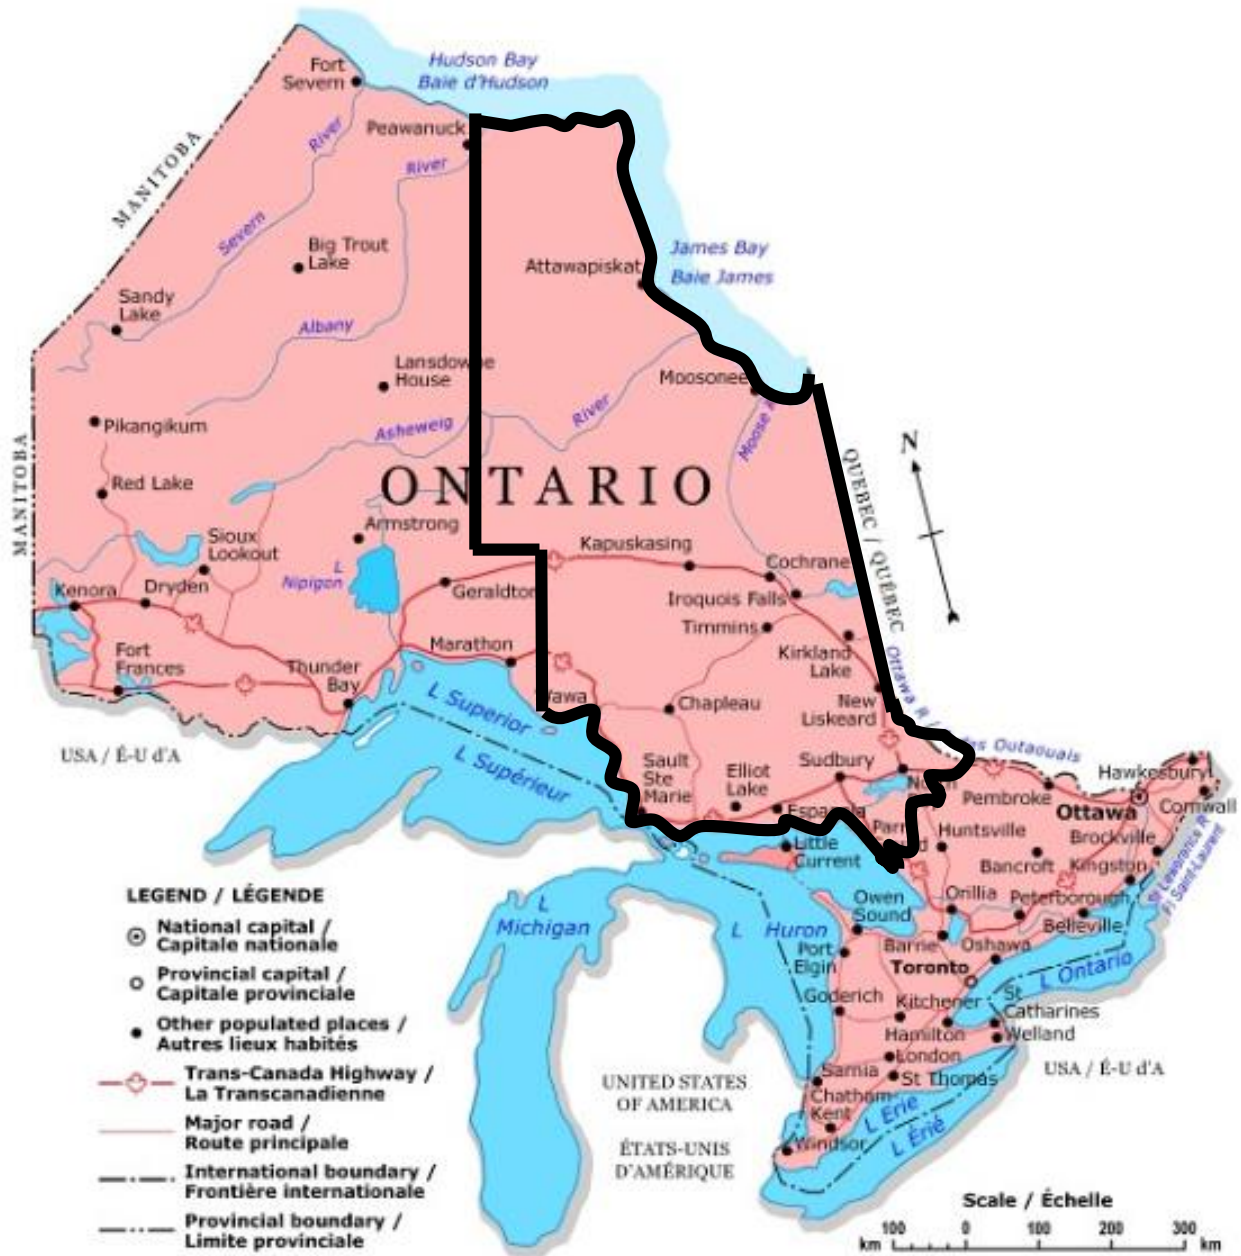 Hudson Bay
Baie d'Hudson
Fort
Severn
Peawanuck
River
River
MANITOBA
Severn
Big Trout
Lake
James Bay
Baie James
Attawapiskat
Sandy
Lake
Albany
Lansdowne
House
Moosonee
Pikangikum
Asheweig
River
Moose R
MANITOBA
N
QUEBEC / QUÉBEC
Red Lake
ONTARIO
Armstrong
Sioux
Lookout
Kapuskasing
Cochrane
L
Nipigon
Kenora
Dryden
Geraldton
Iroquois Falls
Timmins
Marathon
Kirkland
Lake
Fort
Frances
Thunder
Bay
Wawa
Chapleau
New
Liskeard
Ottawa R / des Outaouais
L Superior
L Supérieur
USA / É-U d'A
Sault
Ste
Marie
Elliot
Lake
Sudbury
Espanola
Pembroke
Hawkesbury
Ottawa
Cornwall
Little
Current
Huntsville
Brockville
Bancroft
Kingston
St Lawrence R
Fl Saint-Laurent
Owen
Sound
Orillia
Peterborough
Belleville
L
Michigan
L Huron
Port
Elgin
Barrie
Oshawa
Toronto
L Ontario
Goderich
Kitchener
St
Catharines
Hamilton
Welland
London
Sarnia
St Thomas
USA / É-U d'A
Chatham
Kent
L Erie
L Érié
Windsor
UNITED STATES
OF AMERICA
ÉTATS-UNIS
D'AMÉRIQUE
LEGEND / LÉGENDE
National capital /
Capitale nationale
Provincial capital /
Capitale provinciale
Other populated places /
Autres lieux habités
Trans-Canada Highway /
La Transcanadienne
Major road /
Route principale
International boundary /
Frontière internationale
Provincial boundary /
Limite provinciale
Scale / Échelle
100 0 100 200 300
km km